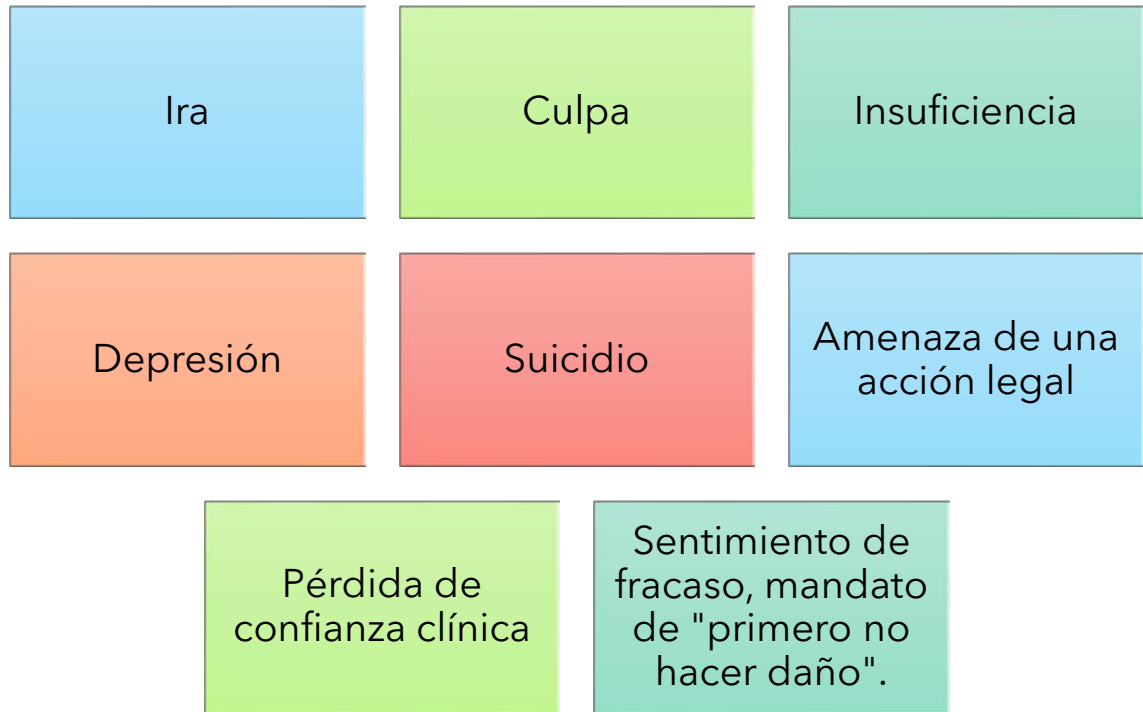 Ira
Culpa
Insuficiencia
Depresión
Suicidio
Amenaza de una
acción legal
Pérdida de
confianza clínica
Sentimiento de
fracaso, mandato
de "primero no
hacer daño".